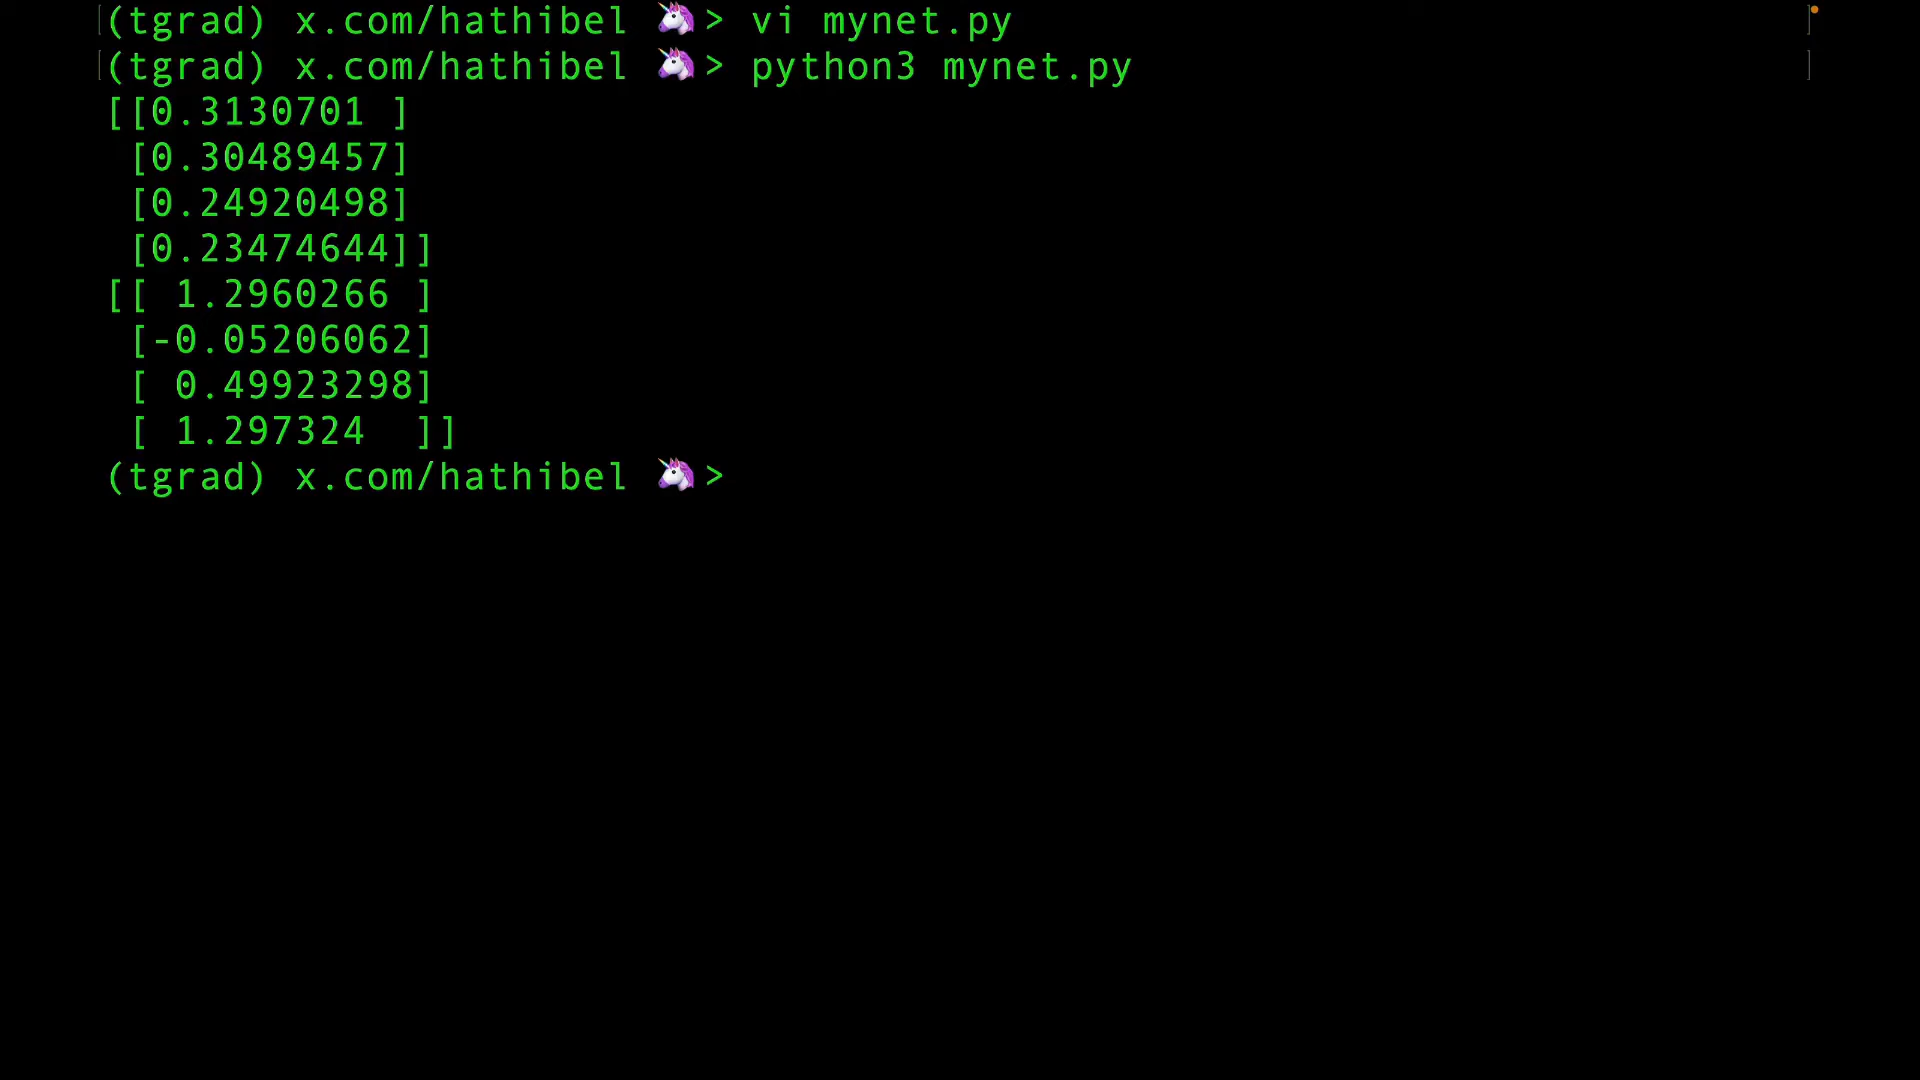 (tgrad) x.com/hathibel 🦄> vi mynet.py
(tgrad) x.com/hathibel 🦄> python3 mynet.py
[[0.3130701 ]
 [0.30489457]
 [0.24920498]
 [0.23474644]]
[[ 1.2960266 ]
 [-0.05206062]
 [ 0.49923298]
 [ 1.297324  ]]
(tgrad) x.com/hathibel 🦄>